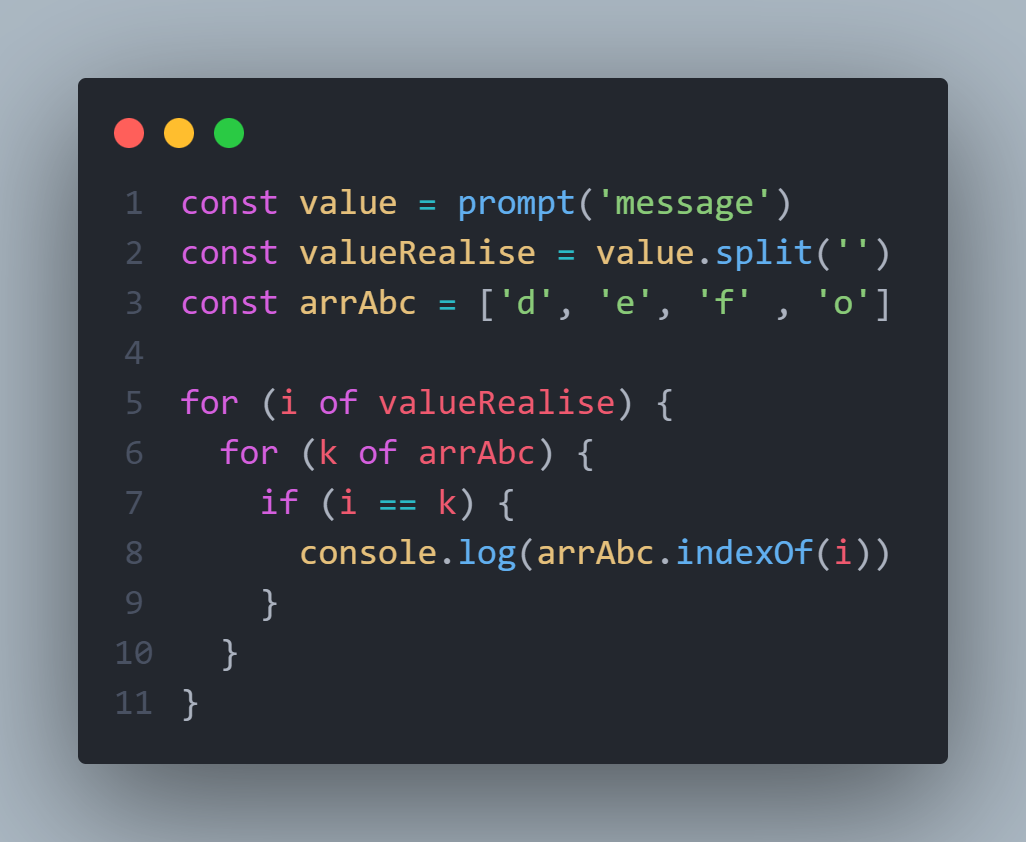 1 const value = prompt('message')
2 const valueRealise = value.split('')
3 const arrAbc = ['d', 'e', 'f' , 'o']
4
5 for (i of valueRealise) {
6   for (k of arrAbc) {
7     if (i == k) {
8       console.log(arrAbc.indexOf(i))
9     }
10   }
11 }